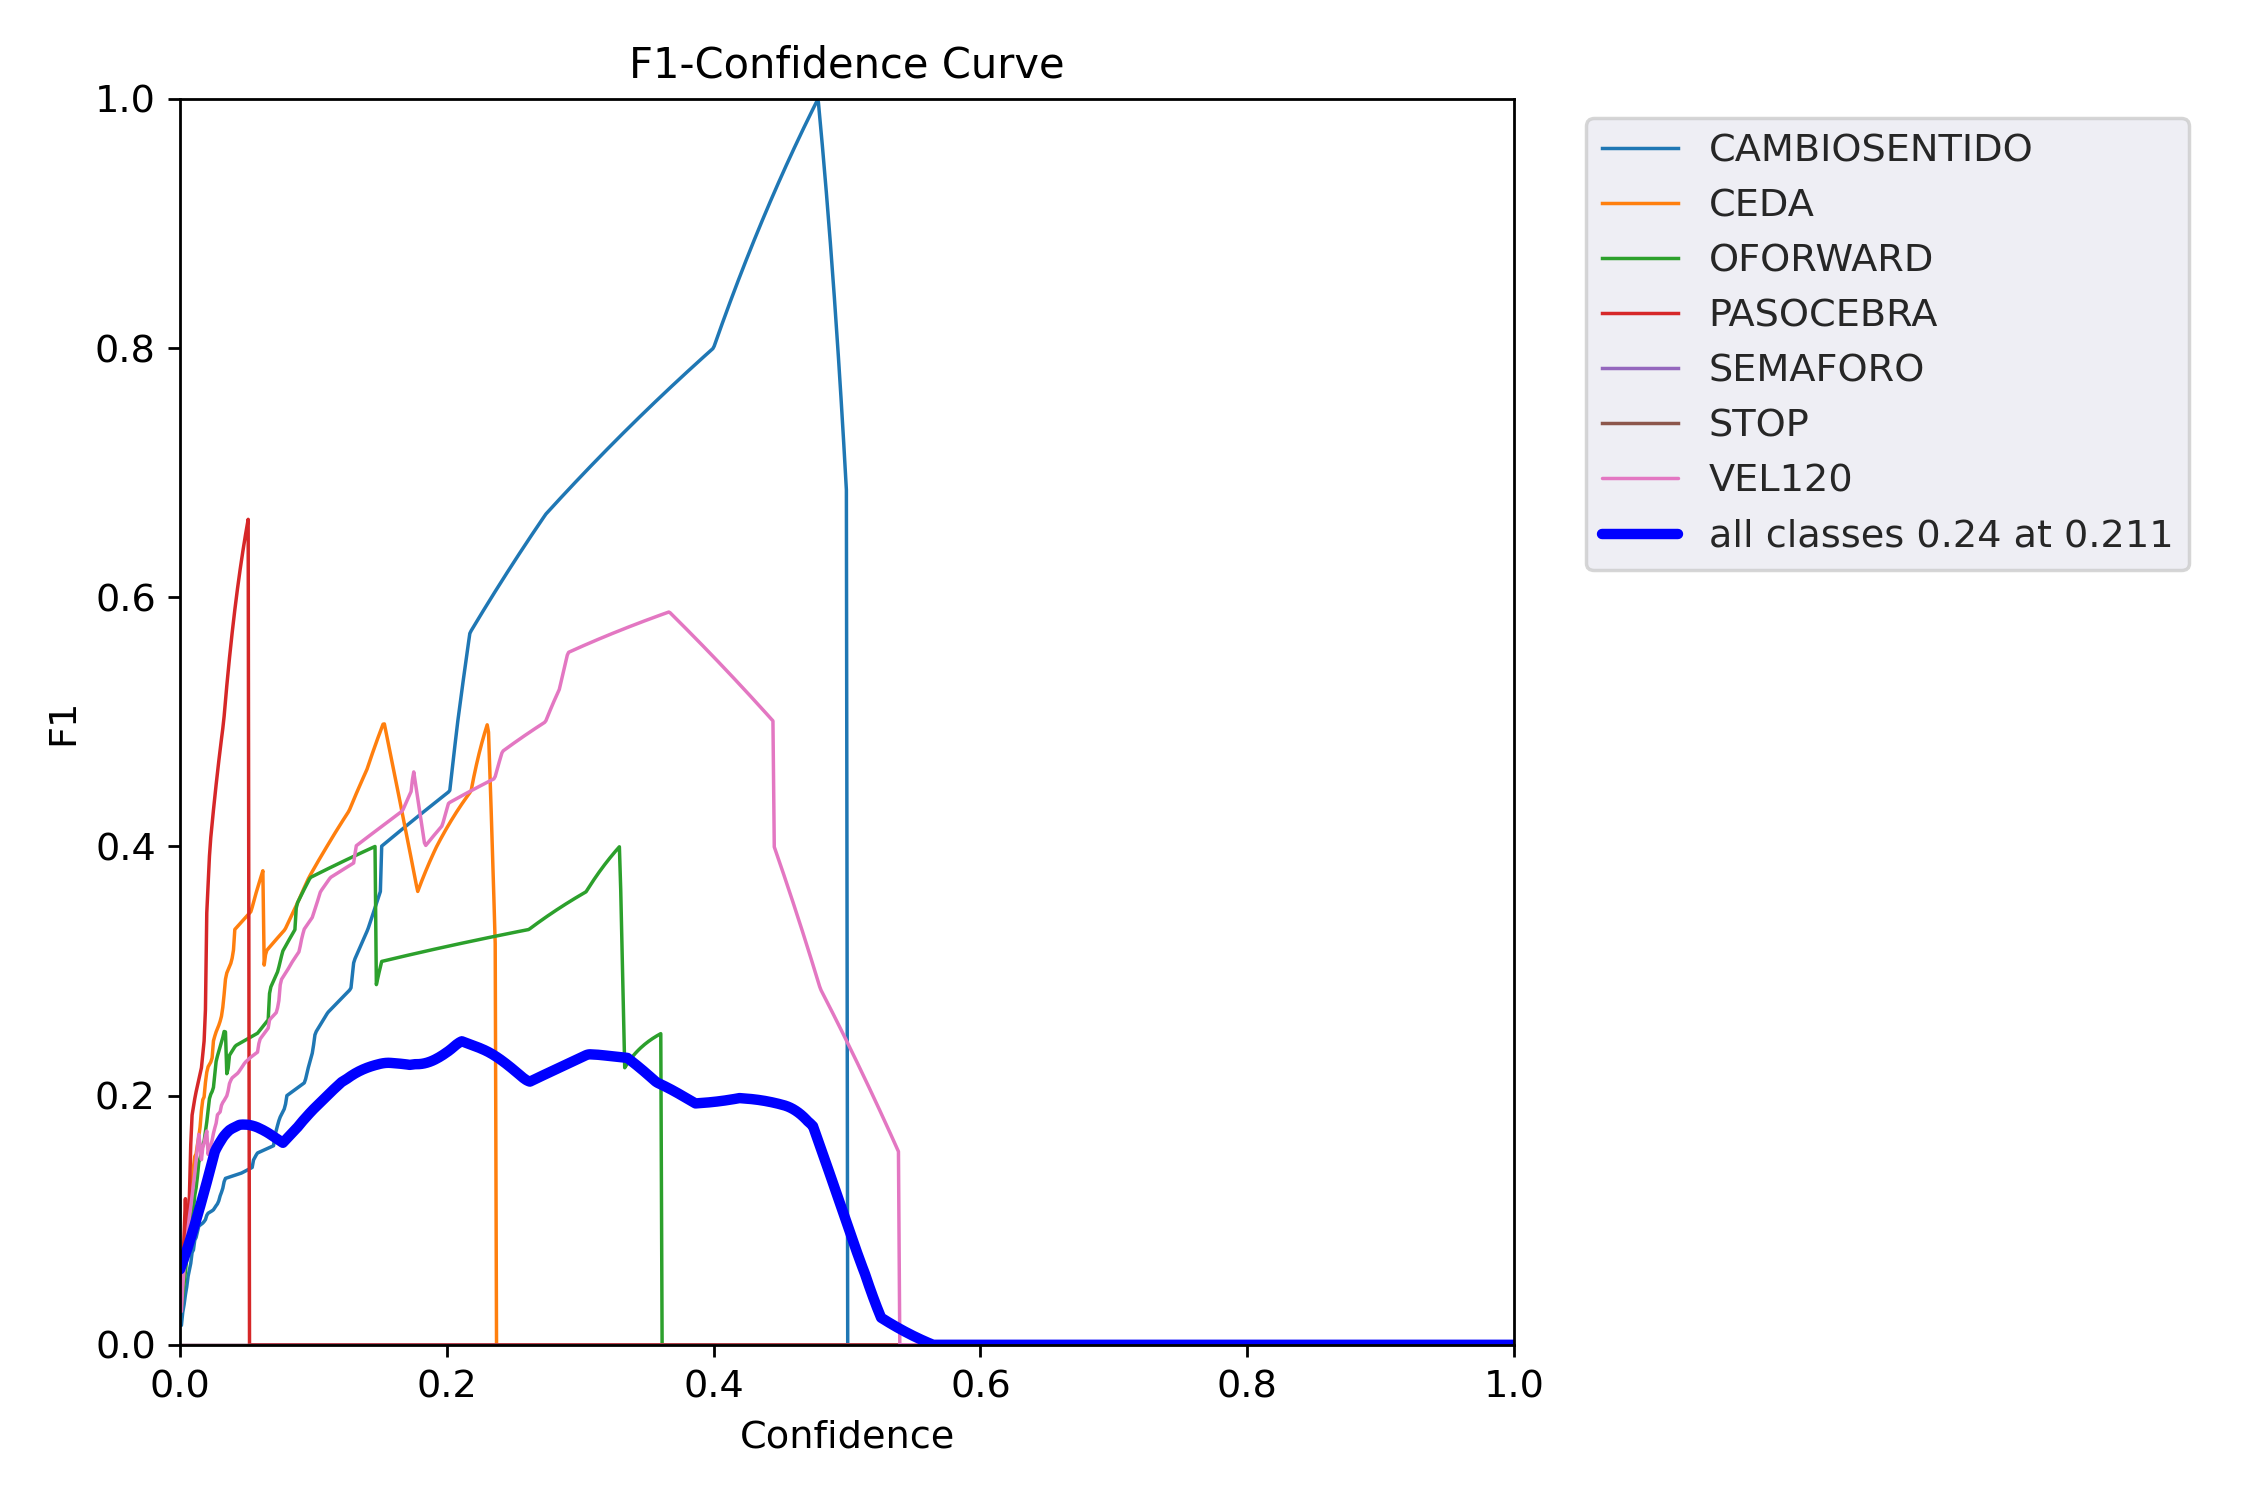 F1-Confidence Curve
1.0
0.8
0.6
0.4
0.2
0.0
F1
0.0 0.2 0.4 0.6 0.8 1.0
Confidence
CAMBIOSENTIDO
CEDA
OFORWARD
PASOCEBRA
SEMAFORO
STOP
VEL120
all classes 0.24 at 0.211